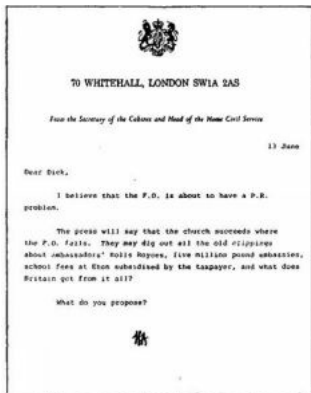 70 WHITEHALL, LONDON SW1A 2AS
From the Secretary of the Cabinet and Head of the Home Civil Service
13 June
Dear Dick,
I believe that the F.O. is about to have a P.R.
problem.
The press will say that the church succeeds where
the F.O. fails. They may dig out all the old clippings
about ambassadors' Rolls Royces, five million pound embassies,
school fees at Eton subsidised by the taxpayer, and what does
Britain get from it all?
What do you propose?